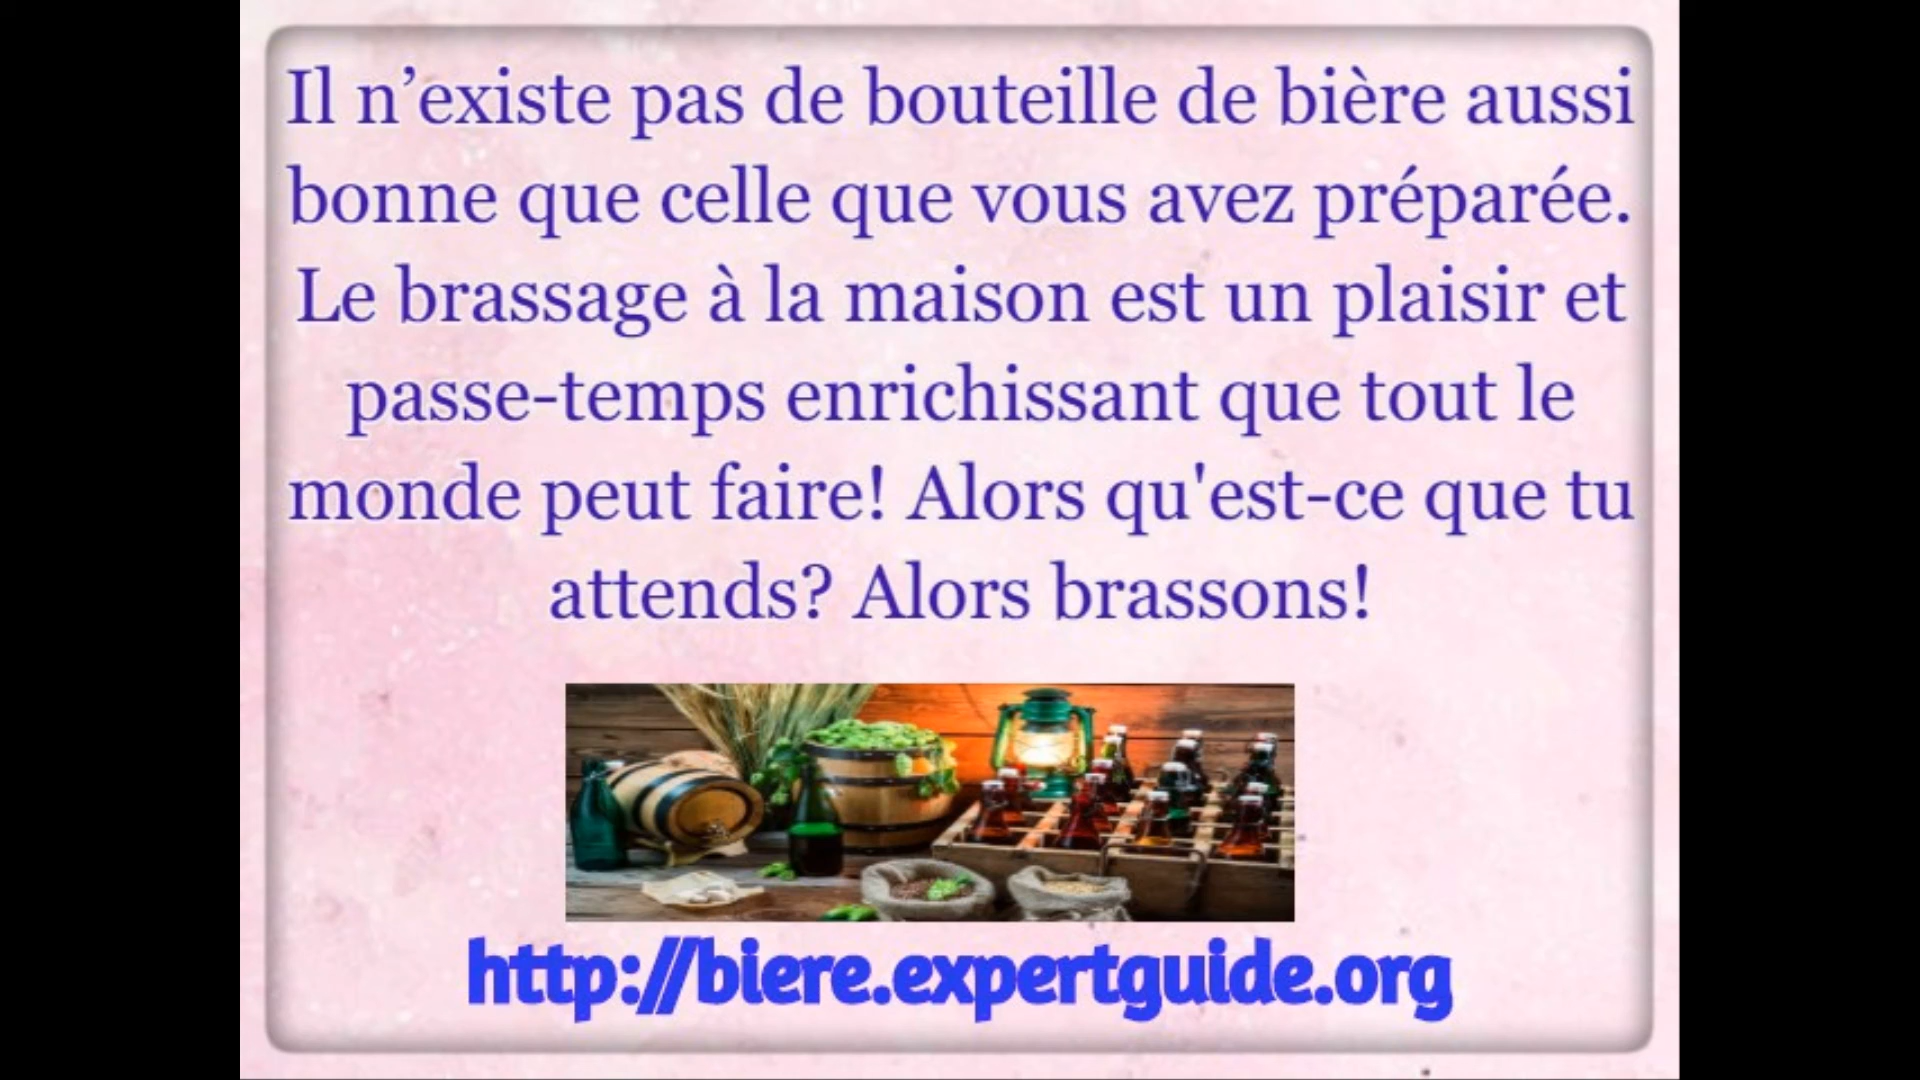 Il n’existe pas de bouteille de bière aussi
bonne que celle que vous avez préparée.
Le brassage à la maison est un plaisir et
passe-temps enrichissant que tout le
monde peut faire! Alors qu'est-ce que tu
attends? Alors brassons!
http://biere.expertguide.org